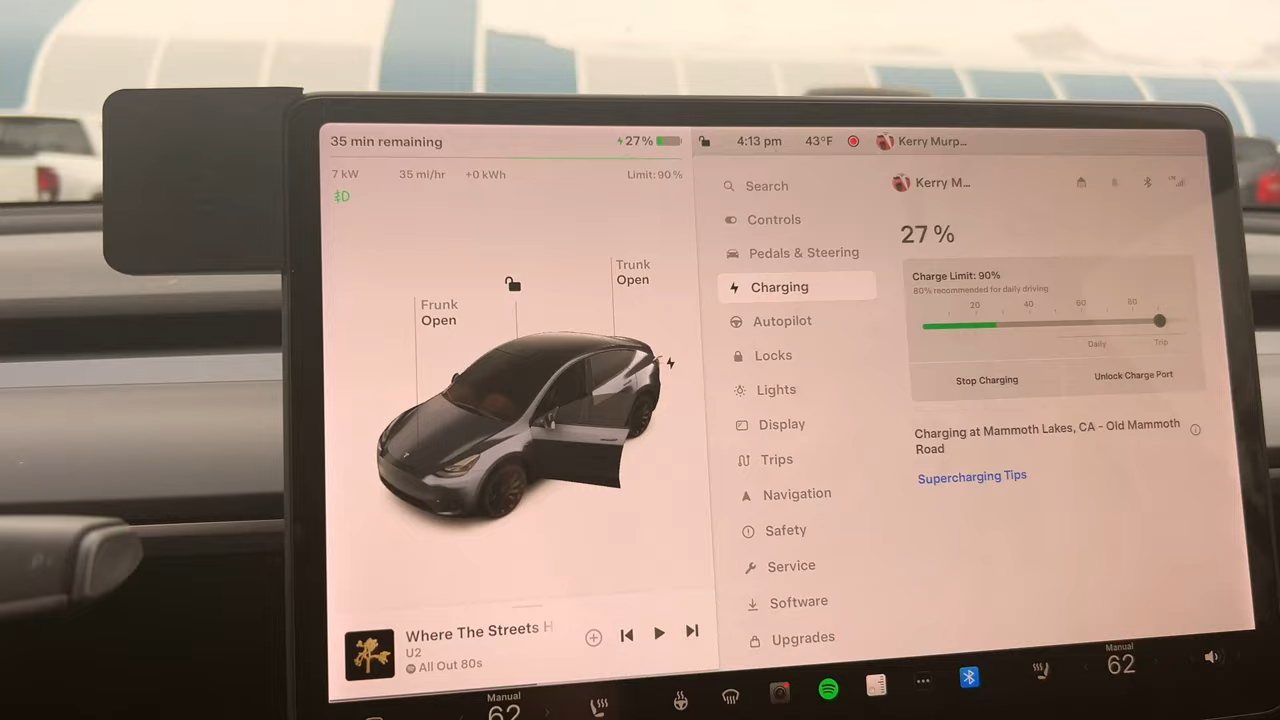 35 min remaining
27%
7 kW 35 mi/hr +0 kWh Limit: 90%
Trunk
Open
Frunk
Open
Where The Streets H
U2
All Out 80s
Manual
62
4:13 pm 43°F Kerry Murp...
Search
Controls
Pedals & Steering
Charging
Autopilot
Locks
Lights
Display
Trips
Navigation
Safety
Service
Software
Upgrades
Kerry M...
LTE
27 %
Charge Limit: 90%
80% recommended for daily driving
20 40 60 80
Daily Trip
Stop Charging Unlock Charge Port
Charging at Mammoth Lakes, CA - Old Mammoth
Road
Supercharging Tips
Manual
62